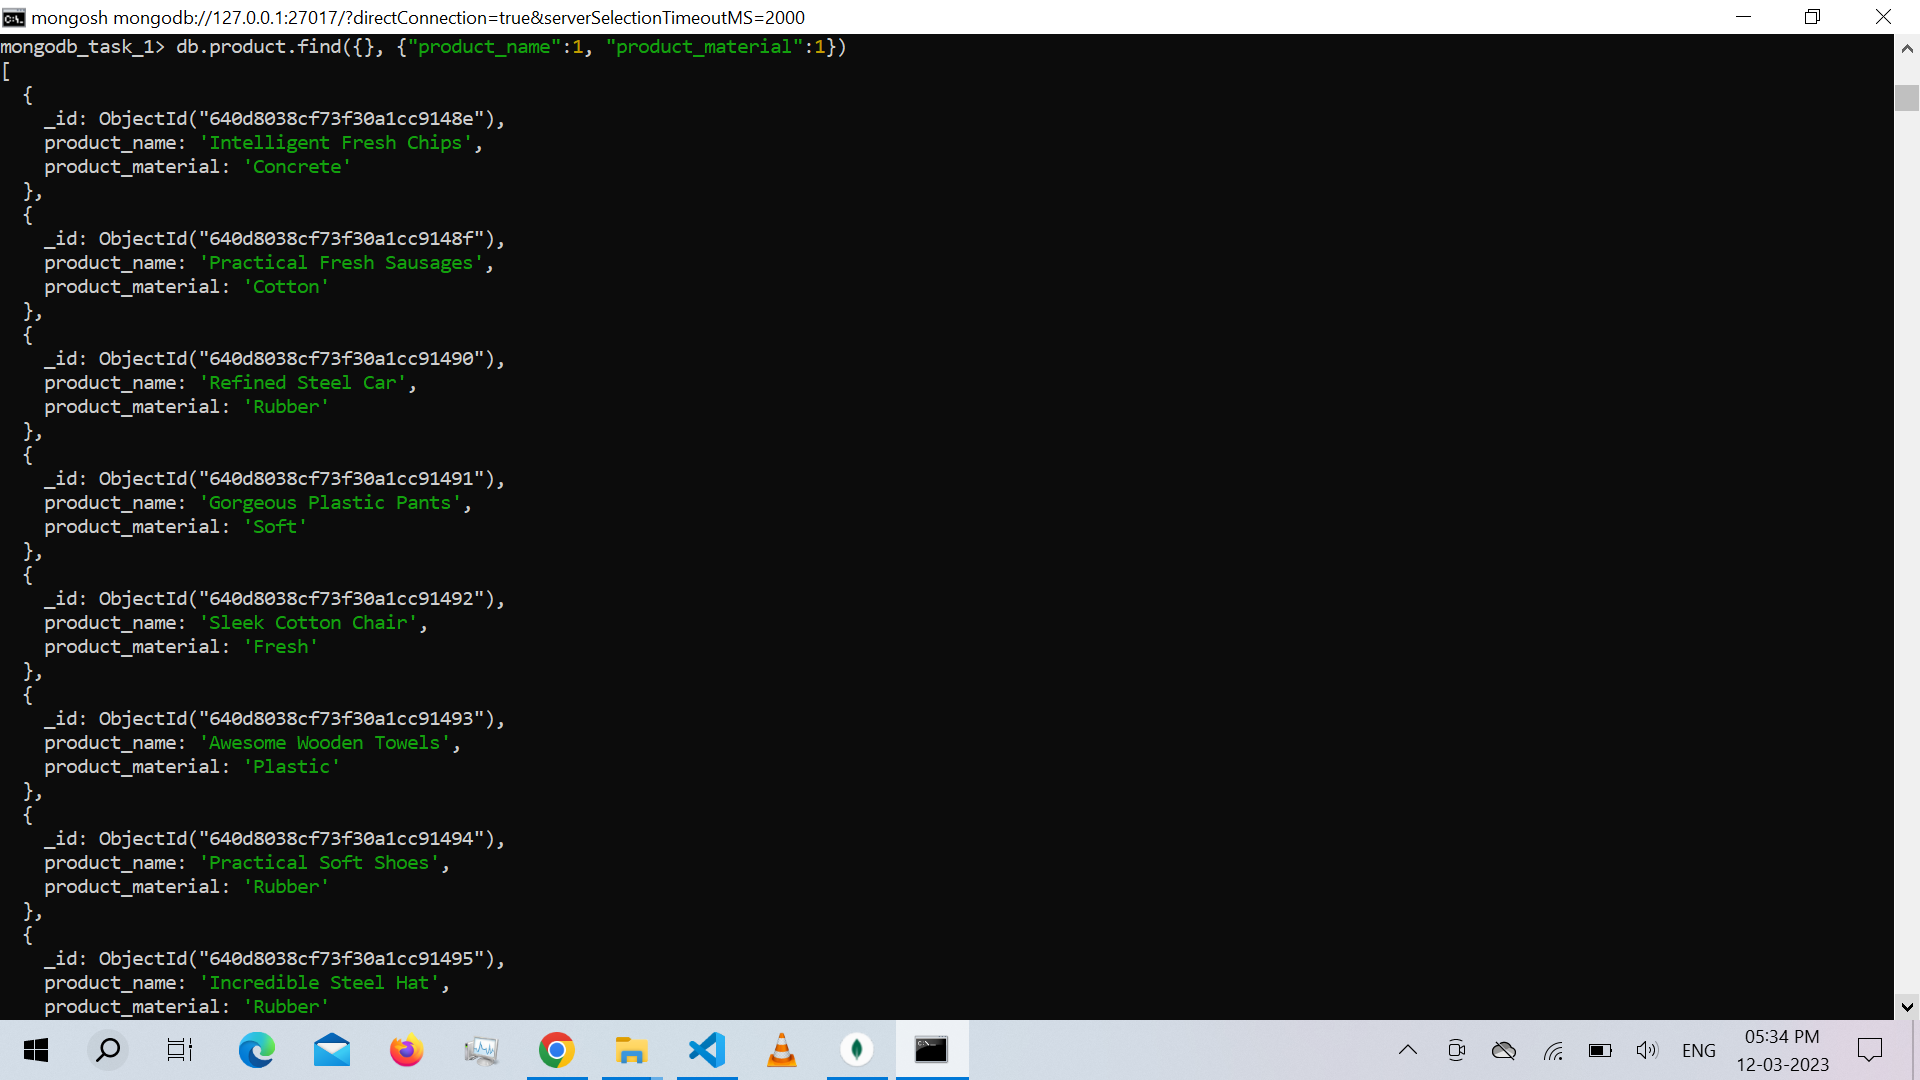 mongosh mongodb://127.0.0.1:27017/?directConnection=true&serverSelectionTimeoutMS=2000
mongodb_task_1> db.product.find({}, {"product_name":1, "product_material":1})
[
  {
    _id: ObjectId("640d8038cf73f30a1cc9148e"),
    product_name: 'Intelligent Fresh Chips',
    product_material: 'Concrete'
  },
  {
    _id: ObjectId("640d8038cf73f30a1cc9148f"),
    product_name: 'Practical Fresh Sausages',
    product_material: 'Cotton'
  },
  {
    _id: ObjectId("640d8038cf73f30a1cc91490"),
    product_name: 'Refined Steel Car',
    product_material: 'Rubber'
  },
  {
    _id: ObjectId("640d8038cf73f30a1cc91491"),
    product_name: 'Gorgeous Plastic Pants',
    product_material: 'Soft'
  },
  {
    _id: ObjectId("640d8038cf73f30a1cc91492"),
    product_name: 'Sleek Cotton Chair',
    product_material: 'Fresh'
  },
  {
    _id: ObjectId("640d8038cf73f30a1cc91493"),
    product_name: 'Awesome Wooden Towels',
    product_material: 'Plastic'
  },
  {
    _id: ObjectId("640d8038cf73f30a1cc91494"),
    product_name: 'Practical Soft Shoes',
    product_material: 'Rubber'
  },
  {
    _id: ObjectId("640d8038cf73f30a1cc91495"),
    product_name: 'Incredible Steel Hat',
    product_material: 'Rubber'
ENG
05:34 PM
12-03-2023